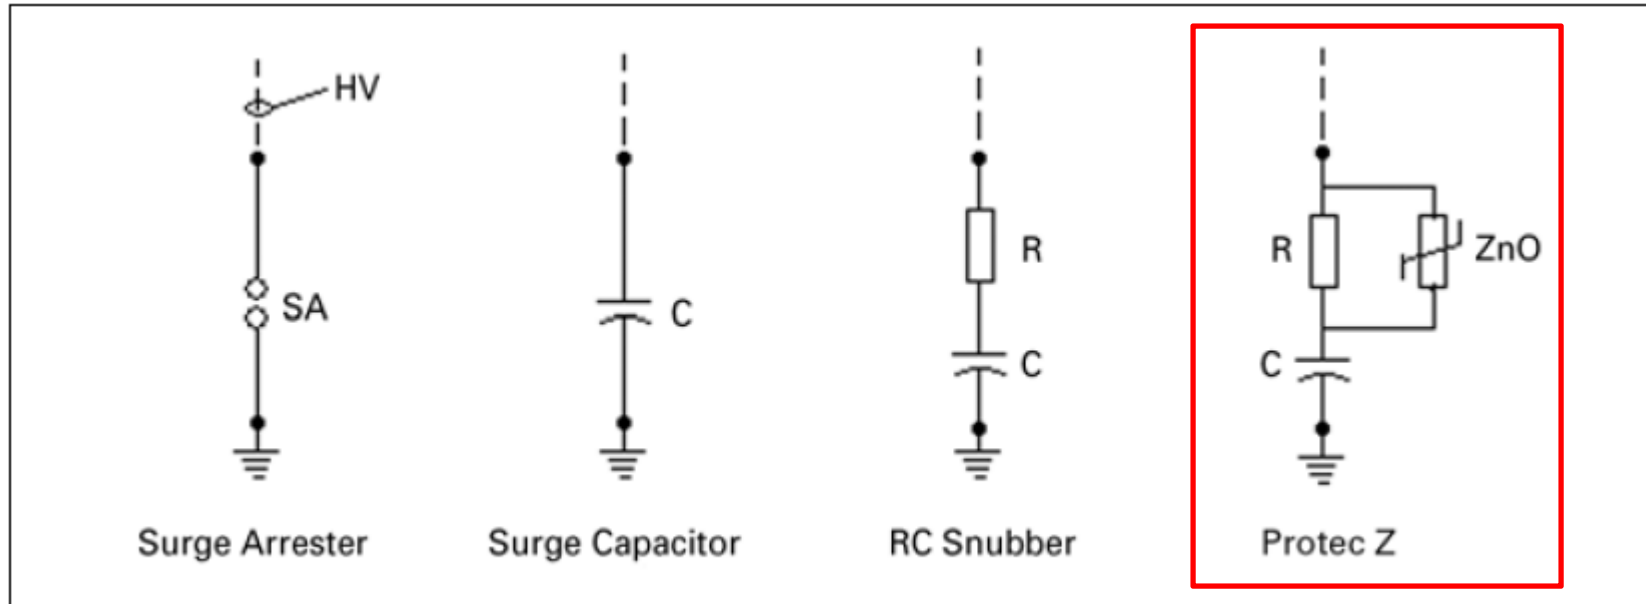 HV
SA
C
R
C
R
ZnO
C
Surge Arrester
Surge Capacitor
RC Snubber
Protec Z